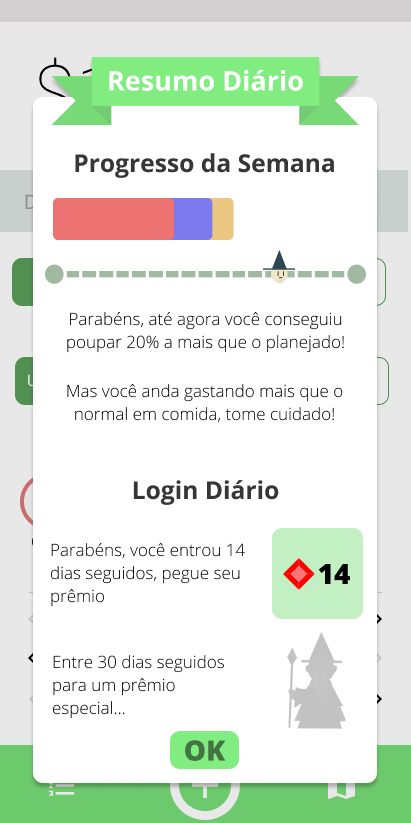 Resumo Diário
Progresso da Semana
Parabéns, até agora você conseguiu
poupar 20% a mais que o planejado!
Mas você anda gastando mais que o
normal em comida, tome cuidado!
Login Diário
Parabéns, você entrou 14
dias seguidos, pegue seu
prêmio
14
Entre 30 dias seguidos
para um prêmio
especial...
OK